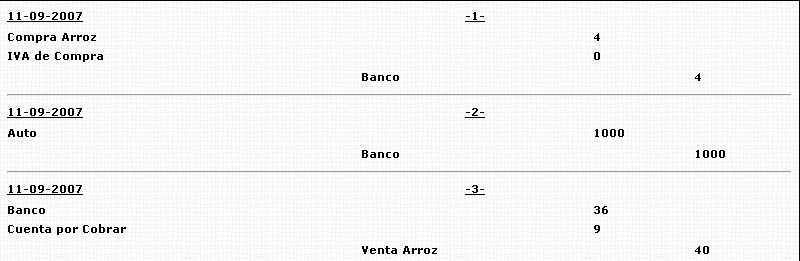 11-09-2007 -1-
Compra Arroz 4
IVA de Compra 0
Banco 4
11-09-2007 -2-
Auto 1000
Banco 1000
11-09-2007 -3-
Banco 36
Cuenta por Cobrar 9
Venta Arroz 40